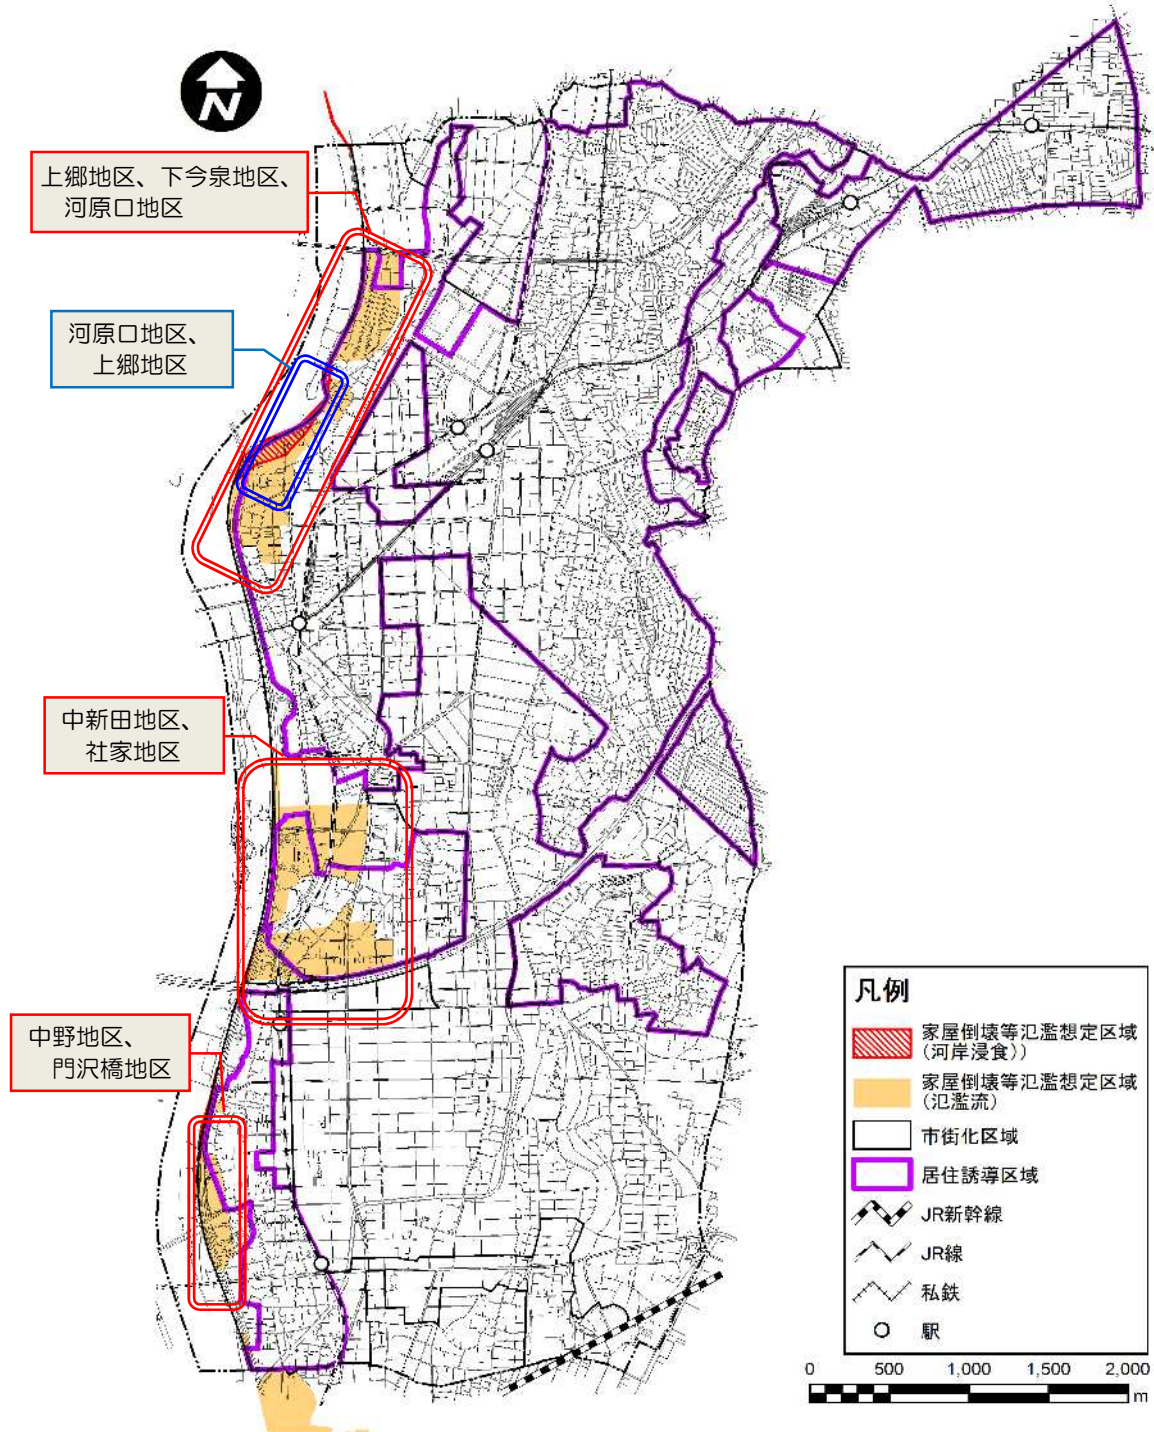 N
上郷地区、下今泉地区、
河原口地区
河原口地区、
上郷地区
中新田地区、
社家地区
中野地区、
門沢橋地区
凡例
家屋倒壊等氾濫想定区域
(河岸浸食))
家屋倒壊等氾濫想定区域
(氾濫流)
市街化区域
居住誘導区域
JR新幹線
JR線
私鉄
駅
0 500 1,000 1,500 2,000
m